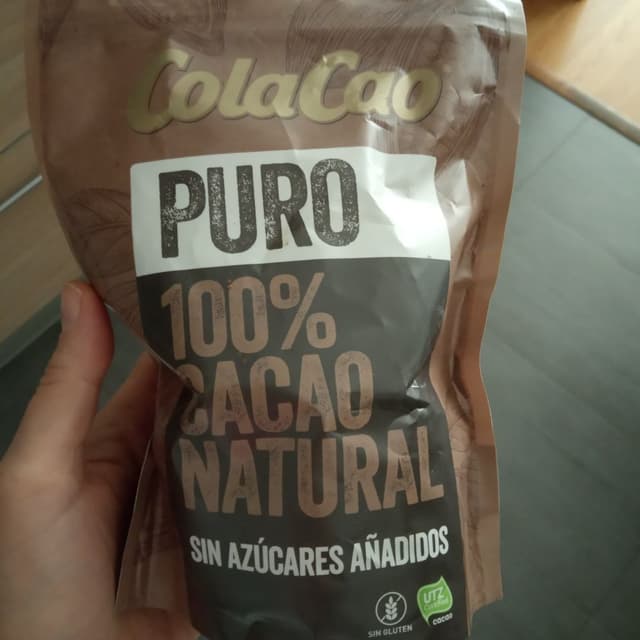 ColaCao
PURO
100%
CACAO
NATURAL
SIN AZÚCARES AÑADIDOS
SIN GLUTEN
UTZ
cacao